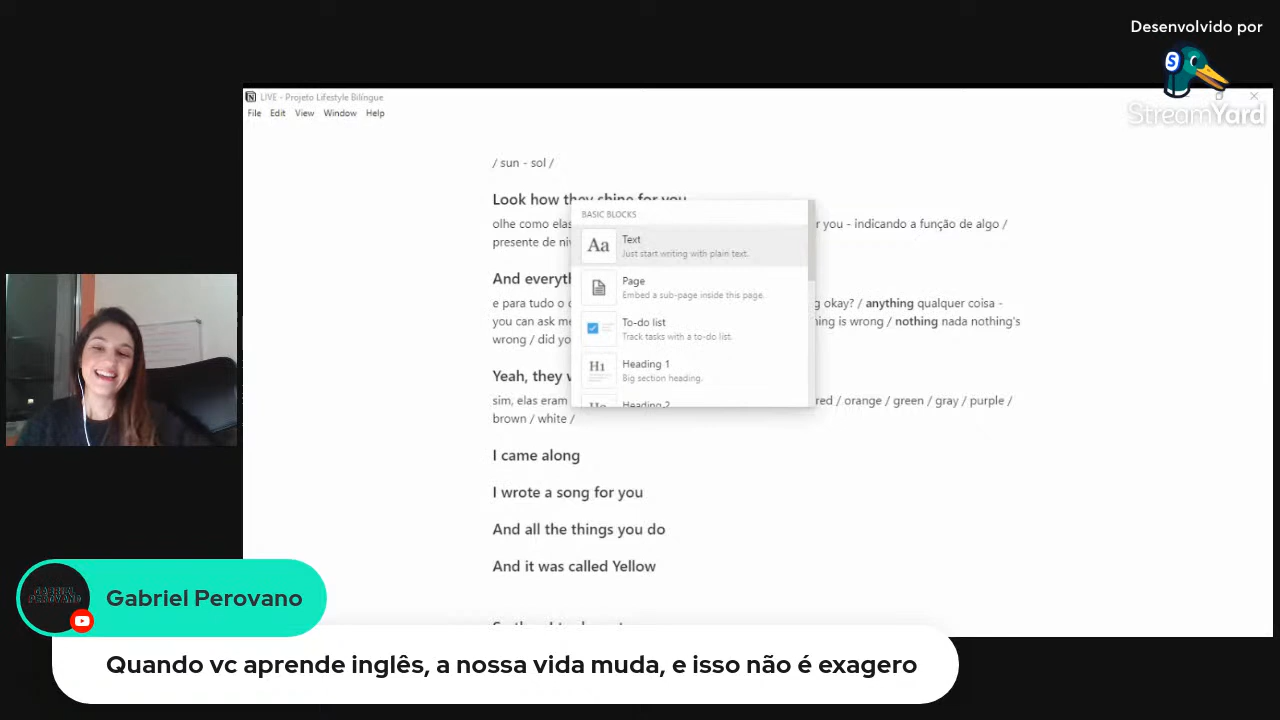 Desenvolvido por
StreamYard
LIVE - Projeto Lifestyle Bilíngue
File Edit View Window Help
/ sun - sol /
Look how they shine for you
olhe como elas r you - indicando a função de algo /
presente de
And everyth
e para tudo o g okay? / anything qualquer coisa -
you can ask me is wrong / nothing nada nothing's
wrong / did
Yeah, they
sim, elas eram red / orange / green / gray / purple /
brown / white /
I came along
I wrote a song for you
And all the things you do
And it was called Yellow
BASIC BLOCKS
Aa
Text
Just start writing with plain text.
Page
Embed a sub-page inside this page.
To-do list
Track tasks with a to-do list.
H1
Heading 1
Big section heading.
Heading 2
GABRIEL
PEROVANO
Gabriel Perovano
Quando vc aprende inglês, a nossa vida muda, e isso não é exagero